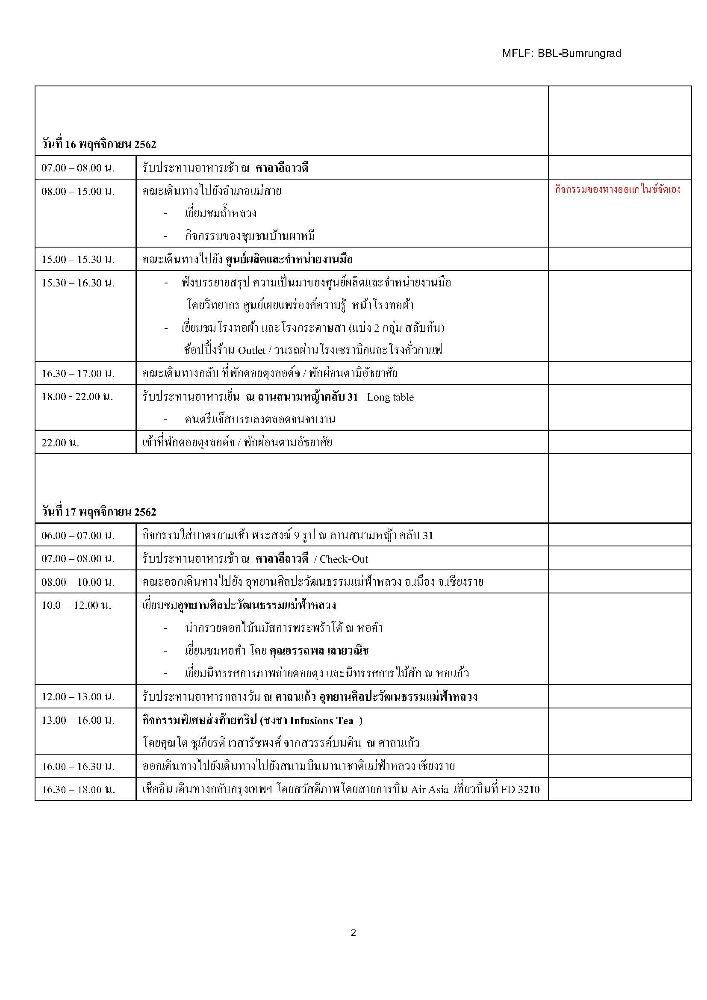 MFLF: BBL-Bumrungrad
วันที่ 16 พฤศจิกายน 2562
07.00 – 08.00 น. รับประทานอาหารเช้า ณ ศาลาลีลาวดี
08.00 – 15.00 น. คณะเดินทางไปยังอำเภอแม่สาย กิจกรรมของทางออแกไนซ์จัดเอง
- เยี่ยมชมถ้ำหลวง
- กิจกรรมของชุมชนบ้านผาหมี
15.00 – 15.30 น. คณะเดินทางไปยัง ศูนย์ผลิตและจำหน่ายงานมือ
15.30 – 16.30 น. - ฟังบรรยายสรุป ความเป็นมาของศูนย์ผลิตและจำหน่ายงานมือ
โดยวิทยากร ศูนย์เผยแพร่องค์ความรู้ หน้าโรงทอผ้า
- เยี่ยมชมโรงทอผ้า และโรงกระดาษสา (แบ่ง 2 กลุ่ม สลับกัน)
ช้อปปิ้งร้าน Outlet / วนรถผ่านโรงเซรามิกและโรงคั่วกาแฟ
16.30 – 17.00 น. คณะเดินทางกลับ ที่พักดอยตุงลอด์จ / พักผ่อนตามิอัธยาศัย
18.00 - 22.00 น. รับประทานอาหารเย็น ณ ลานสนามหญ้าคลับ 31 Long table
- ดนตรีแจ๊สบรรเลงตลอดจนจบงาน
22.00 น. เข้าที่พักดอยตุงลอด์จ / พักผ่อนตามอัธยาศัย
วันที่ 17 พฤศจิกายน 2562
06.00 – 07.00 น. กิจกรรมใส่บาตรยามเช้า พระสงฆ์ 9 รูป ณ ลานสนามหญ้า คลับ 31
07.00 – 08.00 น. รับประทานอาหารเช้า ณ ศาลาลีลาวดี / Check-Out
08.00 – 10.00 น. คณะออกเดินทางไปยัง อุทยานศิลปะวัฒนธรรมแม่ฟ้าหลวง อ.เมือง จ.เชียงราย
10.0 – 12.00 น. เยี่ยมชมอุทยานศิลปะวัฒนธรรมแม่ฟ้าหลวง
- นำกรวยดอกไม้นมัสการพระพร้าโต้ ณ หอคำ
- เยี่ยมชมหอคำ โดย คุณอรรถพล เลายวณิช
- เยี่ยมนิทรรศการภาพถ่ายดอยตุง และนิทรรศการไม้สัก ณ หอแก้ว
12.00 – 13.00 น. รับประทานอาหารกลางวัน ณ ศาลาแก้ว อุทยานศิลปะวัฒนธรรมแม่ฟ้าหลวง
13.00 – 16.00 น. กิจกรรมพิเศษส่งท้ายทริป (ชงชา Infusions Tea )
โดยคุณโต ชูเกียรติ เวสารัชพงศ์ จากสวรรค์บนดิน ณ ศาลาแก้ว
16.00 – 16.30 น. ออกเดินทางไปยังเดินทางไปยังสนามบินนานาชาติแม่ฟ้าหลวง เชียงราย
16.30 – 18.00 น. เช็คอิน เดินทางกลับกรุงเทพฯ โดยสวัสดิภาพโดยสายการบิน Air Asia เที่ยวบินที่ FD 3210
2